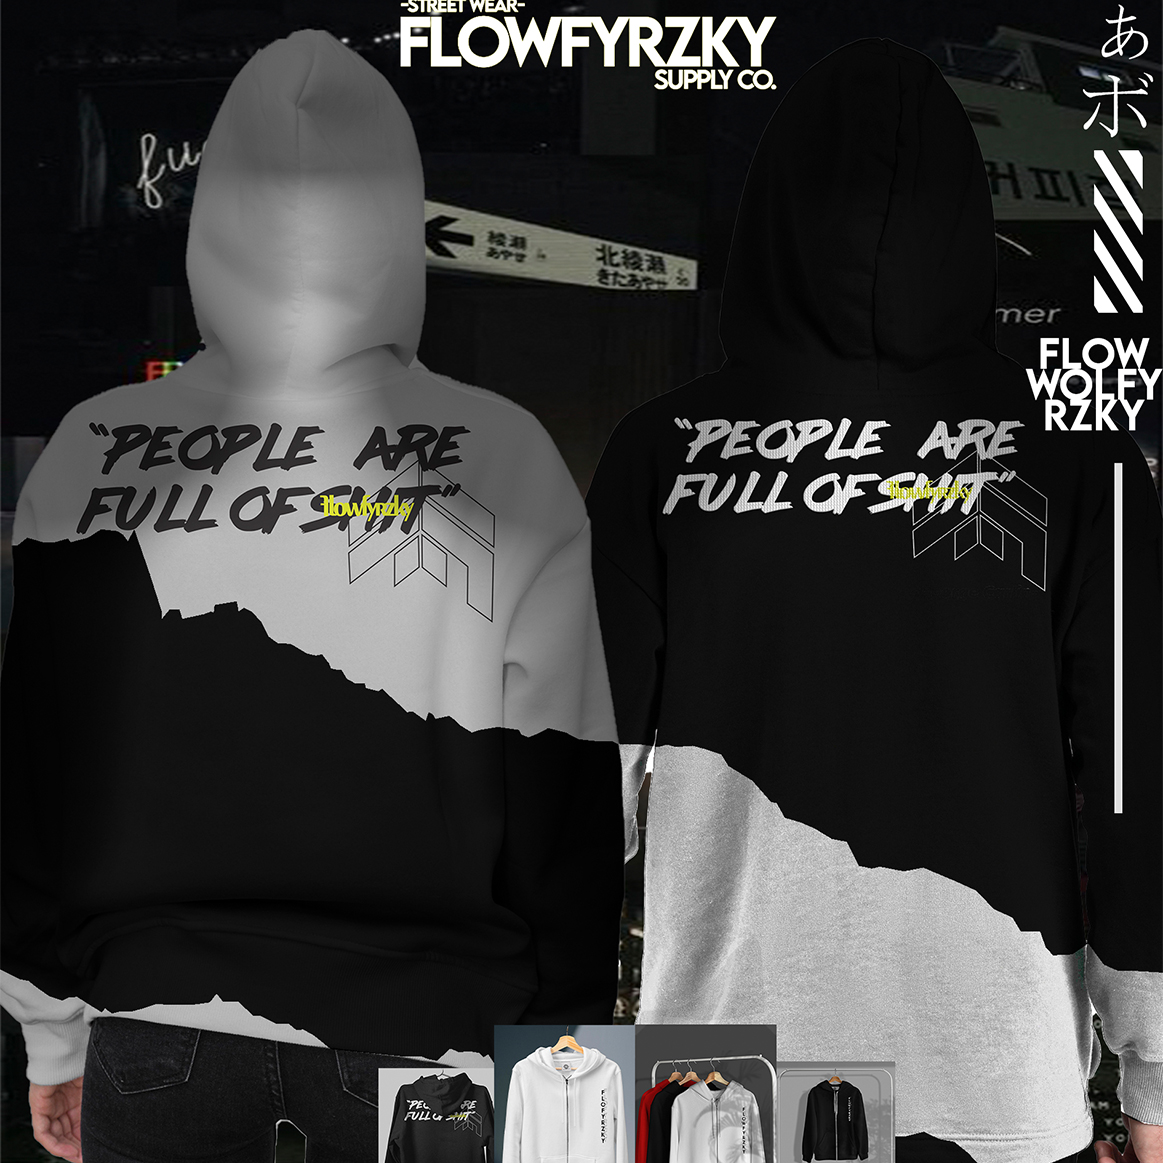 -STREET WEAR-
FLOWFYRZKY
SUPPLY CO.
あ
ボ
fu
綾瀬
あやせ
北綾瀬
きたあやせ
mer
FLOW
WOLFY
RZKY
"PEOPLE ARE
FULL OF SHIT"
flowfyrzky
"PEOPLE ARE
FULL OF SHIT"
flowfyrzky
FULL OF SHIT
FLOFYRZKY